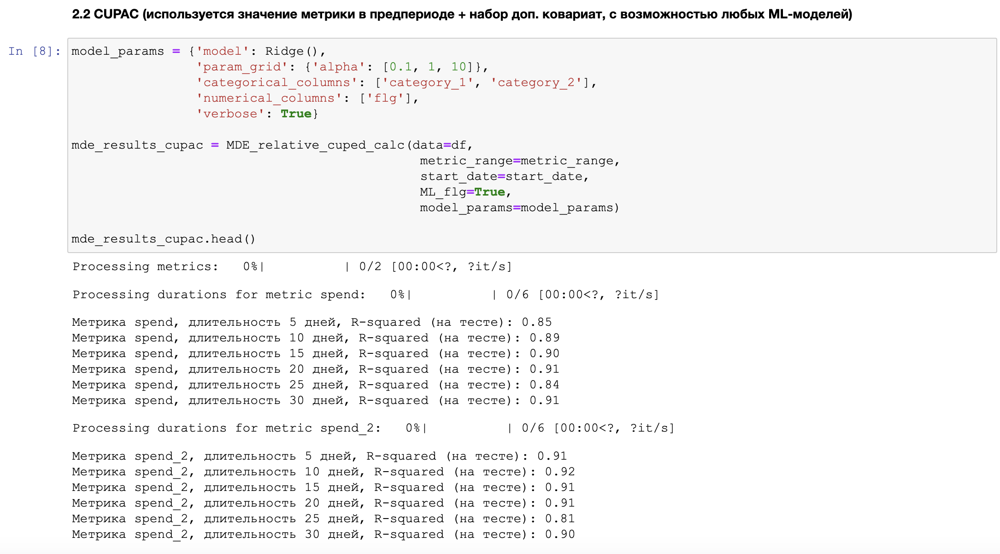 2.2 CUPAC (используется значение метрики в предпериоде + набор доп. ковариат, с возможностью любых ML-моделей)
In [8]: model_params = {'model': Ridge(),
'param_grid': {'alpha': [0.1, 1, 10]},
'categorical_columns': ['category_1', 'category_2'],
'numerical_columns': ['flg'],
'verbose': True}
mde_results_cupac = MDE_relative_cuped_calc(data=df,
metric_range=metric_range,
start_date=start_date,
ML_flg=True,
model_params=model_params)
mde_results_cupac.head()
Processing metrics:   0%|          | 0/2 [00:00<?, ?it/s]
Processing durations for metric spend:   0%|          | 0/6 [00:00<?, ?it/s]
Метрика spend, длительность 5 дней, R-squared (на тесте): 0.85
Метрика spend, длительность 10 дней, R-squared (на тесте): 0.89
Метрика spend, длительность 15 дней, R-squared (на тесте): 0.90
Метрика spend, длительность 20 дней, R-squared (на тесте): 0.91
Метрика spend, длительность 25 дней, R-squared (на тесте): 0.84
Метрика spend, длительность 30 дней, R-squared (на тесте): 0.91
Processing durations for metric spend_2:   0%|          | 0/6 [00:00<?, ?it/s]
Метрика spend_2, длительность 5 дней, R-squared (на тесте): 0.91
Метрика spend_2, длительность 10 дней, R-squared (на тесте): 0.92
Метрика spend_2, длительность 15 дней, R-squared (на тесте): 0.91
Метрика spend_2, длительность 20 дней, R-squared (на тесте): 0.91
Метрика spend_2, длительность 25 дней, R-squared (на тесте): 0.81
Метрика spend_2, длительность 30 дней, R-squared (на тесте): 0.90